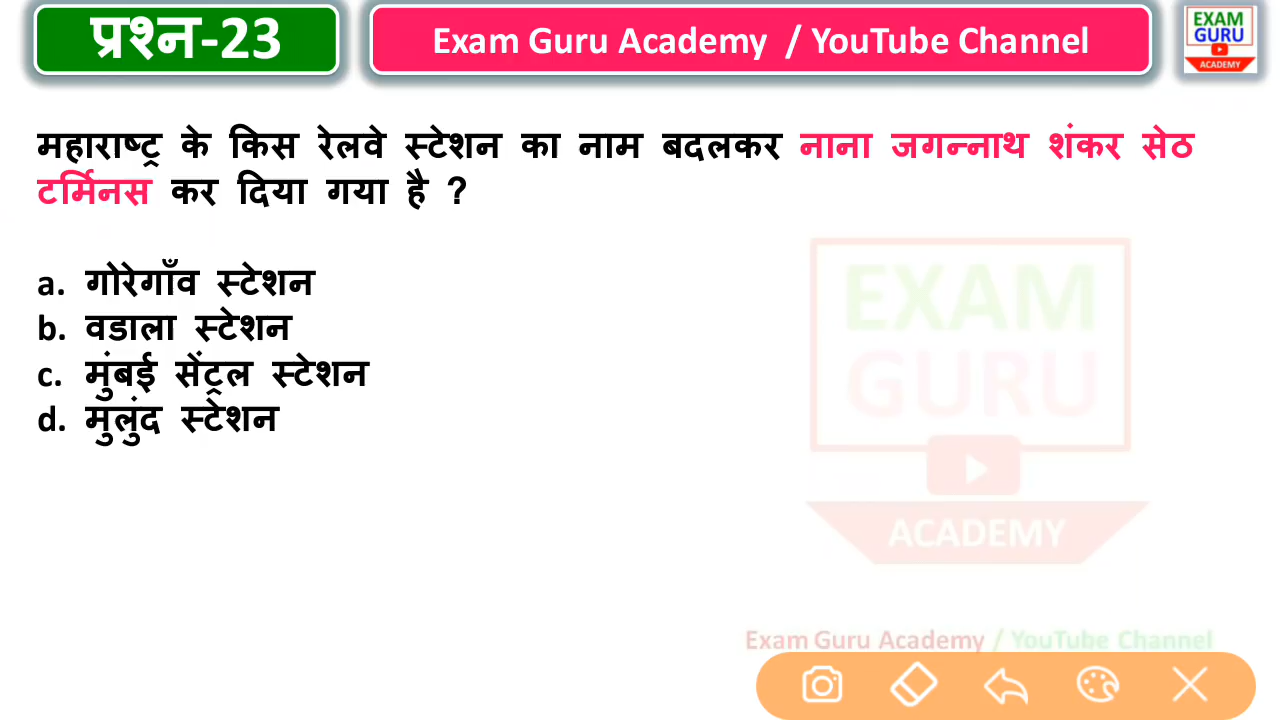 प्रश्न-23
Exam Guru Academy / YouTube Channel
EXAM
GURU
ACADEMY
महाराष्ट्र के किस रेलवे स्टेशन का नाम बदलकर नाना जगन्नाथ शंकर सेठ
टर्मिनस कर दिया गया है ?
a. गोरेगाँव स्टेशन
b. वडाला स्टेशन
c. मुंबई सेंट्रल स्टेशन
d. मुलुंद स्टेशन
EXAM
GURU
ACADEMY
Exam Guru Academy / YouTube Channel